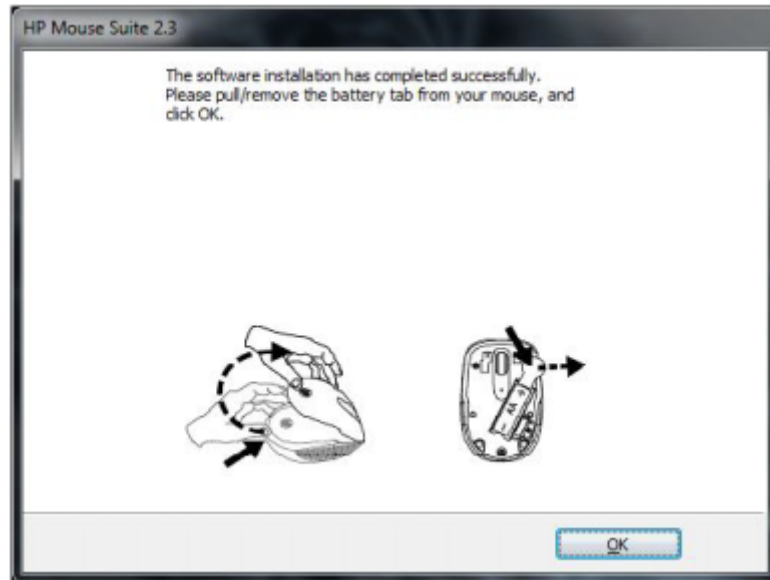 HP Mouse Suite 2.3
The software installation has completed successfully.
Please pull/remove the battery tab from your mouse, and
click OK.
AA
OK